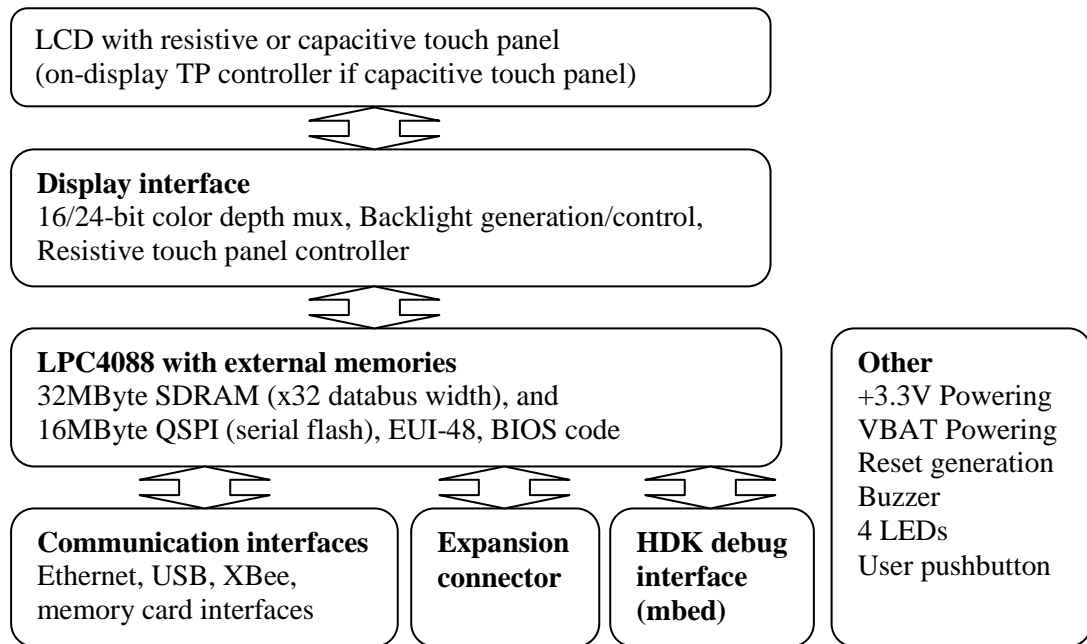 LCD with resistive or capacitive touch panel
(on-display TP controller if capacitive touch panel)
Display interface
16/24-bit color depth mux, Backlight generation/control,
Resistive touch panel controller
LPC4088 with external memories
32MByte SDRAM (x32 databus width), and
16MByte QSPI (serial flash), EUI-48, BIOS code
Other
+3.3V Powering
VBAT Powering
Reset generation
Buzzer
4 LEDs
User pushbutton
Communication interfaces
Ethernet, USB, XBee,
memory card interfaces
Expansion
connector
HDK debug
interface
(mbed)